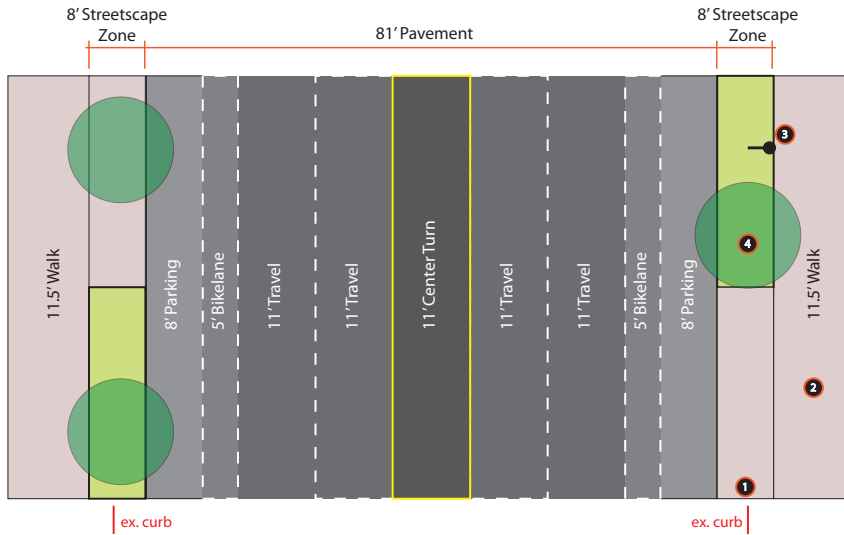 8’ Streetscape
Zone
81’ Pavement
8’ Streetscape
Zone
11.5’ Walk
8’ Parking
5’ Bikelane
11’ Travel
11’ Travel
11’ Center Turn
11’ Travel
11’ Travel
5’ Bikelane
8’ Parking
11.5’ Walk
3
4
2
1
ex. curb
ex. curb